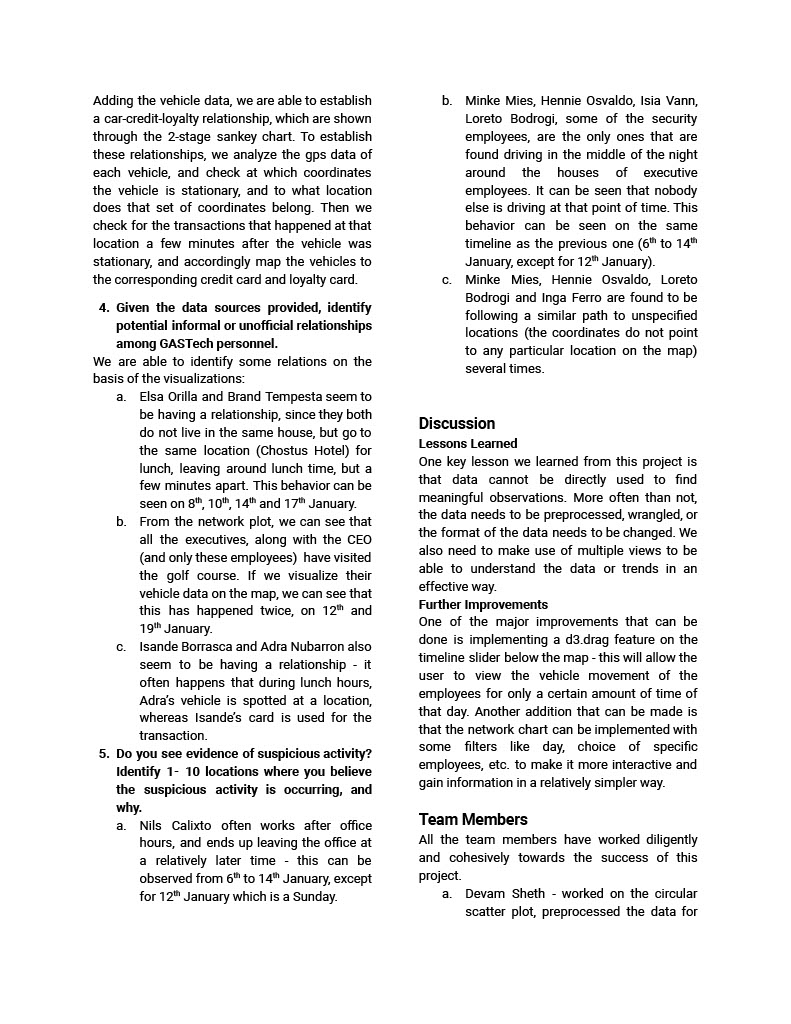 Adding the vehicle data, we are able to establish
a car-credit-loyalty relationship, which are shown
through the 2-stage sankey chart. To establish
these relationships, we analyze the gps data of
each vehicle, and check at which coordinates
the vehicle is stationary, and to what location
does that set of coordinates belong. Then we
check for the transactions that happened at that
location a few minutes after the vehicle was
stationary, and accordingly map the vehicles to
the corresponding credit card and loyalty card.
4. Given the data sources provided, identify
potential informal or unofficial relationships
among GASTech personnel.
We are able to identify some relations on the
basis of the visualizations:
a. Elsa Orilla and Brand Tempesta seem to
be having a relationship, since they both
do not live in the same house, but go to
the same location (Chostus Hotel) for
lunch, leaving around lunch time, but a
few minutes apart. This behavior can be
seen on 8th, 10th, 14th and 17th January.
b. From the network plot, we can see that
all the executives, along with the CEO
(and only these employees) have visited
the golf course. If we visualize their
vehicle data on the map, we can see that
this has happened twice, on 12th and
19th January.
c. Isande Borrasca and Adra Nubarron also
seem to be having a relationship - it
often happens that during lunch hours,
Adra's vehicle is spotted at a location,
whereas Isande's card is used for the
transaction.
5. Do you see evidence of suspicious activity?
Identify 1- 10 locations where you believe
the suspicious activity is occurring, and
why.
a. Nils Calixto often works after office
hours, and ends up leaving the office at
a relatively later time - this can be
observed from 6th to 14th January, except
for 12th January which is a Sunday.
b. Minke Mies, Hennie Osvaldo, Isia Vann,
Loreto Bodrogi, some of the security
employees, are the only ones that are
found driving in the middle of the night
around the houses of executive
employees. It can be seen that nobody
else is driving at that point of time. This
behavior can be seen on the same
timeline as the previous one (6th to 14th
January, except for 12th January).
c. Minke Mies, Hennie Osvaldo, Loreto
Bodrogi and Inga Ferro are found to be
following a similar path to unspecified
locations (the coordinates do not point
to any particular location on the map)
several times.
Discussion
Lessons Learned
One key lesson we learned from this project is
that data cannot be directly used to find
meaningful observations. More often than not,
the data needs to be preprocessed, wrangled, or
the format of the data needs to be changed. We
also need to make use of multiple views to be
able to understand the data or trends in an
effective way.
Further Improvements
One of the major improvements that can be
done is implementing a d3.drag feature on the
timeline slider below the map - this will allow the
user to view the vehicle movement of the
employees for only a certain amount of time of
that day. Another addition that can be made is
that the network chart can be implemented with
some filters like day, choice of specific
employees, etc. to make it more interactive and
gain information in a relatively simpler way.
Team Members
All the team members have worked diligently
and cohesively towards the success of this
project.
a. Devam Sheth - worked on the circular
scatter plot, preprocessed the data for